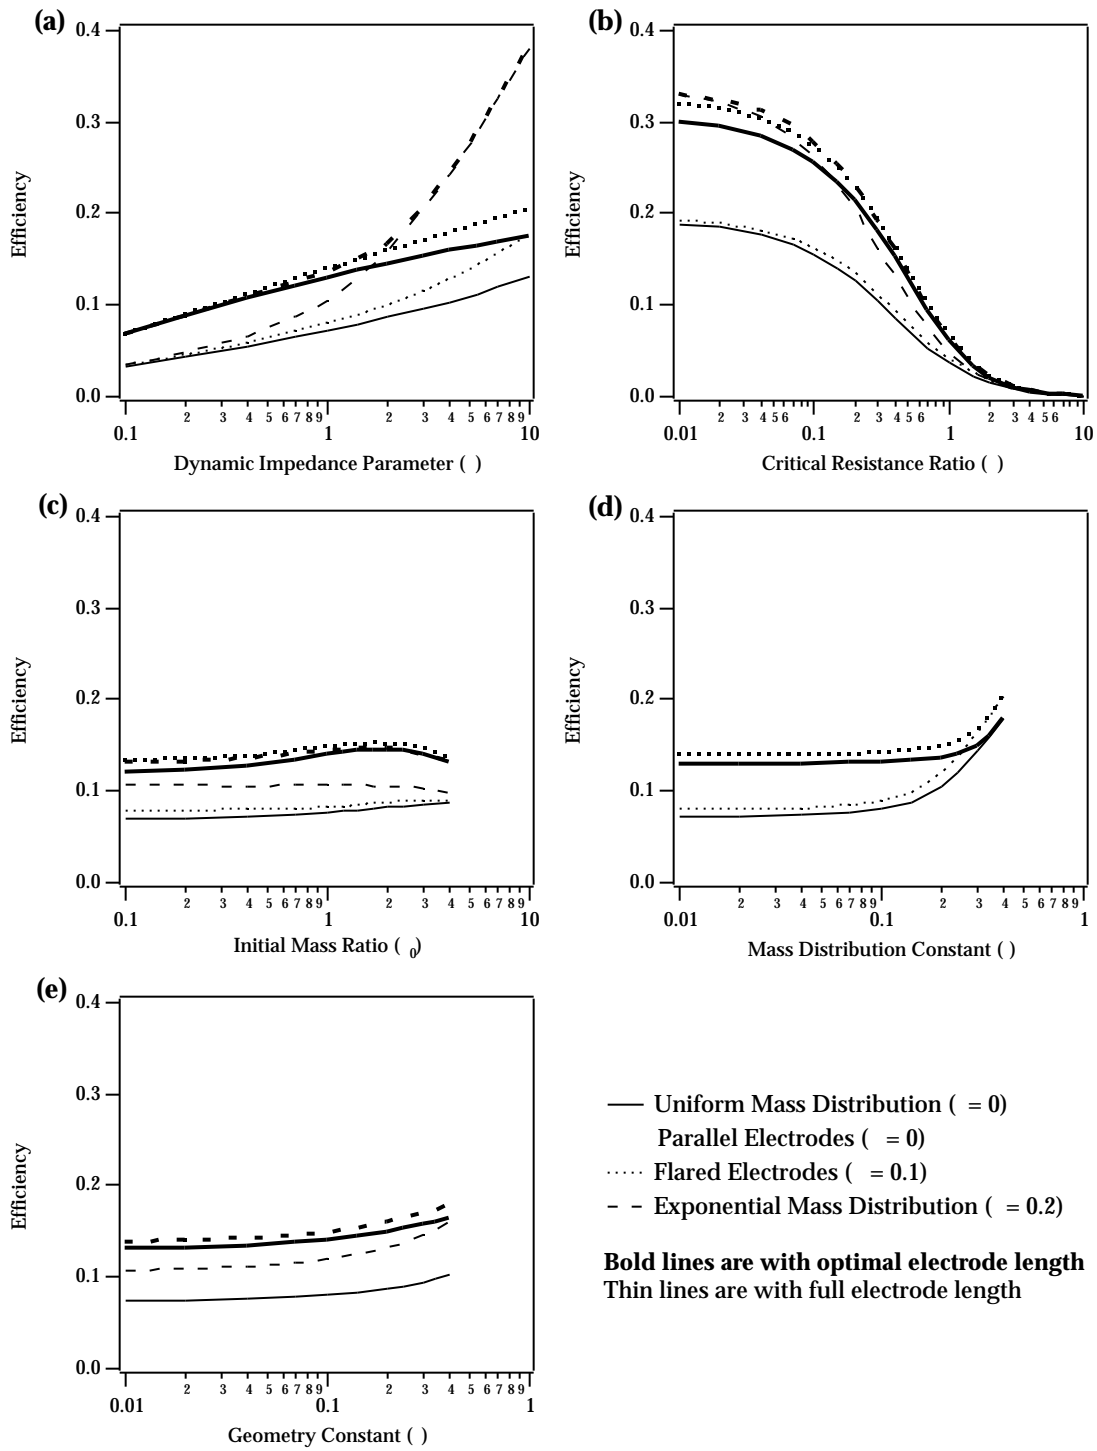 (a)
0.4
0.3
0.2
0.1
0.0
Efficiency
2 3 4 5 6 7 8 9 2 3 4 5 6 7 8 9
0.1 1 10
Dynamic Impedance Parameter ( )
(b)
0.4
0.3
0.2
0.1
0.0
Efficiency
2 3 4 5 6 2 3 4 5 6 2 3 4 5 6
0.01 0.1 1 10
Critical Resistance Ratio ( )
(c)
0.4
0.3
0.2
0.1
0.0
Efficiency
2 3 4 5 6 7 8 9 2 3 4 5 6 7 8 9
0.1 1 10
Initial Mass Ratio ( 0)
(d)
0.4
0.3
0.2
0.1
0.0
Efficiency
2 3 4 5 6 7 8 9 2 3 4 5 6 7 8 9
0.01 0.1 1
Mass Distribution Constant ( )
(e)
0.4
0.3
0.2
0.1
0.0
Efficiency
2 3 4 5 6 7 8 9 2 3 4 5 6 7 8 9
0.01 0.1 1
Geometry Constant ( )
Uniform Mass Distribution ( = 0)
Parallel Electrodes ( = 0)
Flared Electrodes ( = 0.1)
Exponential Mass Distribution ( = 0.2)
Bold lines are with optimal electrode length
Thin lines are with full electrode length